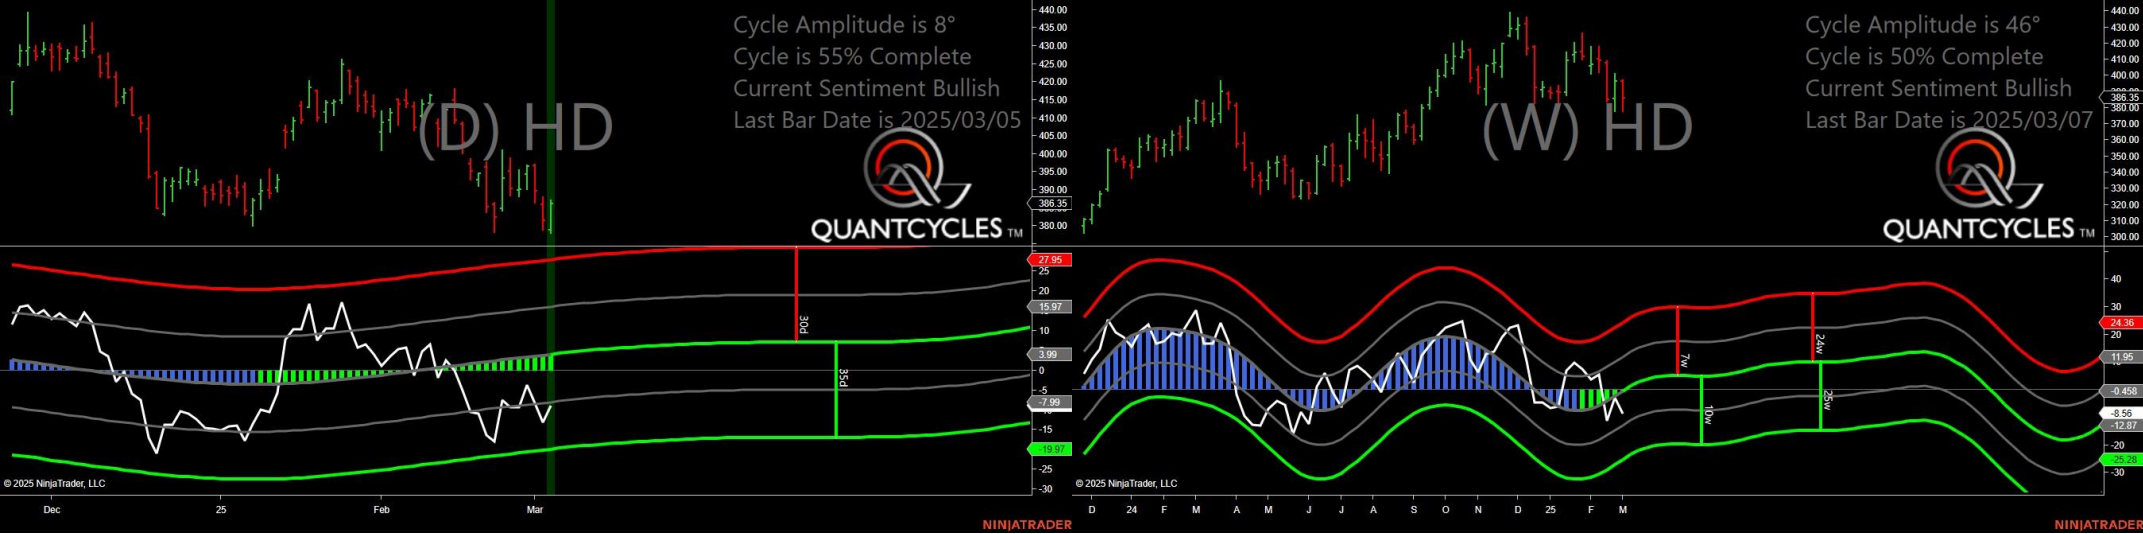 Cycle Amplitude is 8°
Cycle is 55% Complete
Current Sentiment Bullish
Last Bar Date is 2025/03/05
(D) HD
QUANTCYCLES TM
440.00
435.00
430.00
425.00
420.00
415.00
410.00
405.00
400.00
395.00
390.00
386.35
380.00
27.95
25
20
15.97
10
3.99
0
-5
-7.99
-15
-19.97
-25
-30
30d
35d
© 2025 NinjaTrader, LLC
Dec
25
Feb
Mar
NINJATRADER
Cycle Amplitude is 46°
Cycle is 50% Complete
Current Sentiment Bullish
Last Bar Date is 2025/03/07
(W) HD
QUANTCYCLES TM
440.00
430.00
420.00
410.00
400.00
386.35
380.00
370.00
360.00
350.00
340.00
330.00
320.00
310.00
300.00
40
30
24.36
20
11.95
-0.458
-8.56
-12.87
-20
-25.28
-30
7w
10w
24w
25w
© 2025 NinjaTrader, LLC
D 24 F M A M J J A S O N D 25 F M
NINJATRADER